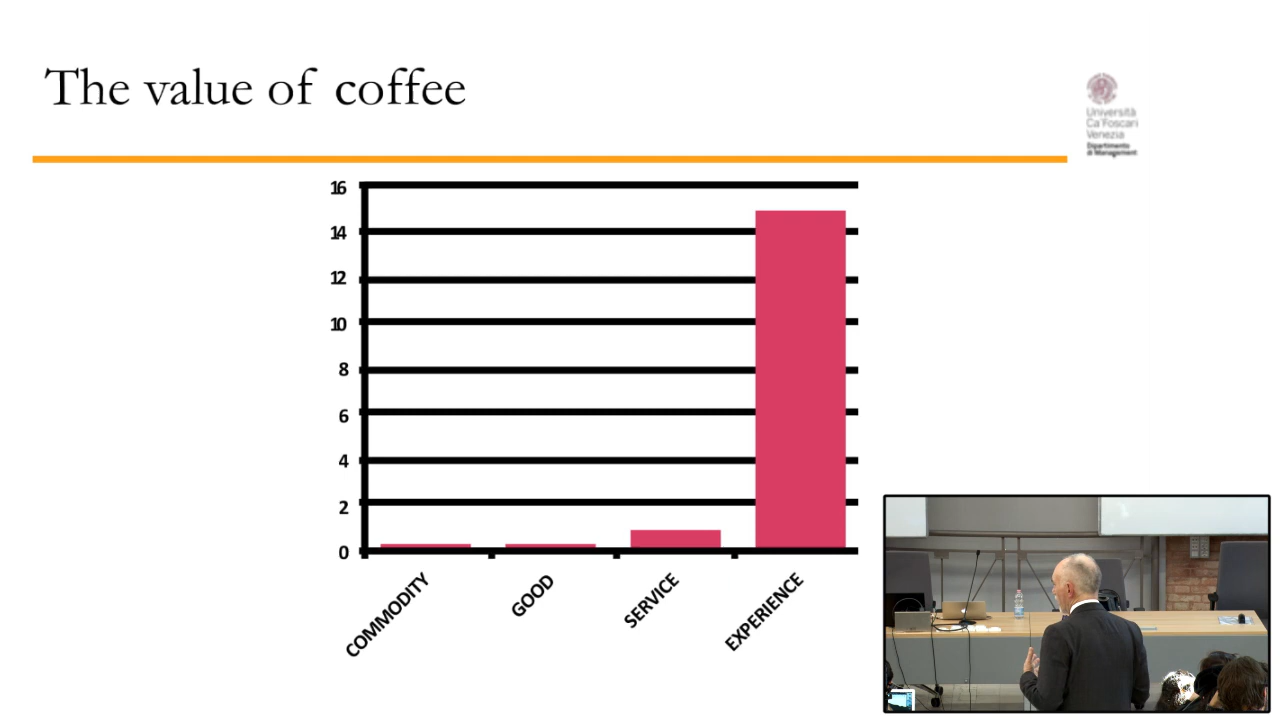 The value of coffee
Università
Ca'Foscari
Venezia
Dipartimento
di Management
16
14
12
10
8
6
4
2
0
COMMODITY
GOOD
SERVICE
EXPERIENCE